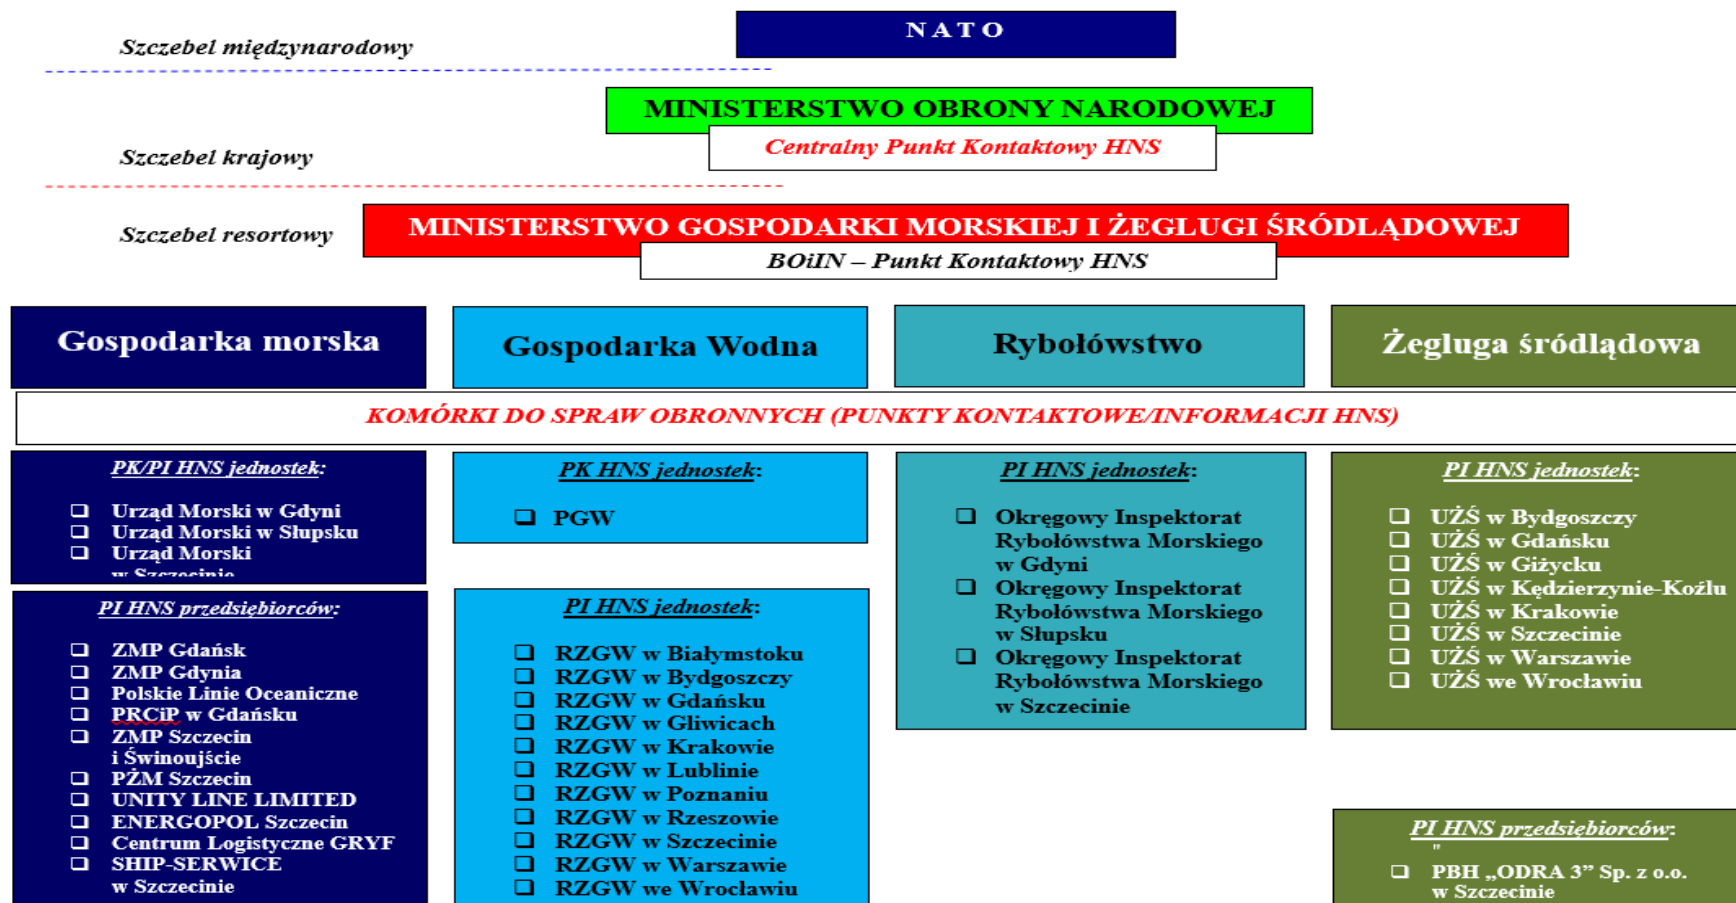 Szczebel międzynarodowy
N A T O
MINISTERSTWO OBRONY NARODOWEJ
Centralny Punkt Kontaktowy HNS
Szczebel krajowy
Szczebel resortowy
MINISTERSTWO GOSPODARKI MORSKIEJ I ŻEGLUGI ŚRÓDLĄDOWEJ
BOiIN – Punkt Kontaktowy HNS
Gospodarka morska
Gospodarka Wodna
Rybołówstwo
Żegluga śródlądowa
KOMÓRKI DO SPRAW OBRONNYCH (PUNKTY KONTAKTOWE/INFORMACJI HNS)
PK/PI HNS jednostek:
Urząd Morski w Gdyni
Urząd Morski w Słupsku
Urząd Morski
w Szczecinie
PI HNS przedsiębiorców:
ZMP Gdańsk
ZMP Gdynia
Polskie Linie Oceaniczne
PRCiP w Gdańsku
ZMP Szczecin
i Świnoujście
PŻM Szczecin
UNITY LINE LIMITED
ENERGOPOL Szczecin
Centrum Logistyczne GRYF
SHIP-SERWICE
w Szczecinie
PK HNS jednostek:
PGW
PI HNS jednostek:
RZGW w Białymstoku
RZGW w Bydgoszczy
RZGW w Gdańsku
RZGW w Gliwicach
RZGW w Krakowie
RZGW w Lublinie
RZGW w Poznaniu
RZGW w Rzeszowie
RZGW w Szczecinie
RZGW w Warszawie
RZGW we Wrocławiu
PI HNS jednostek:
Okręgowy Inspektorat
Rybołówstwa Morskiego
w Gdyni
Okręgowy Inspektorat
Rybołówstwa Morskiego
w Słupsku
Okręgowy Inspektorat
Rybołówstwa Morskiego
w Szczecinie
PI HNS jednostek:
UŻŚ w Bydgoszczy
UŻŚ w Gdańsku
UŻŚ w Giżycku
UŻŚ w Kędzierzynie-Koźlu
UŻŚ w Krakowie
UŻŚ w Szczecinie
UŻŚ w Warszawie
UŻŚ we Wrocławiu
PI HNS przedsiębiorców:
"
PBH „ODRA 3” Sp. z o.o.
w Szczecinie